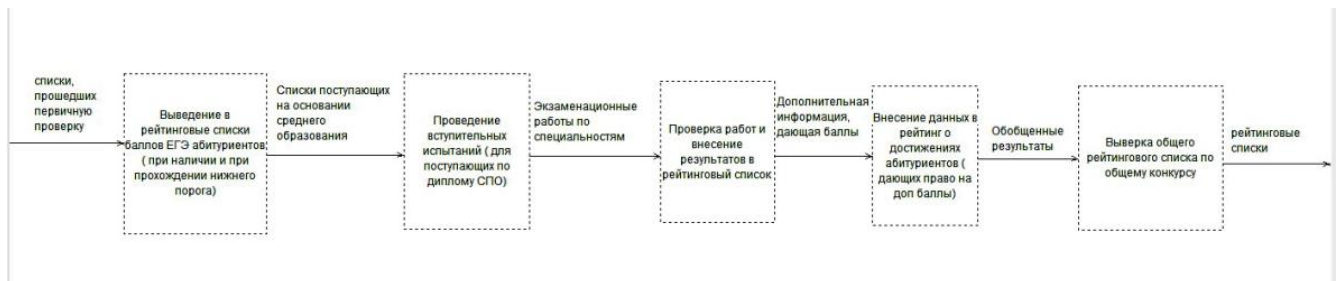 списки,
прошедших
первичную
проверку
Выведение в
рейтинговые списки
баллов ЕГЭ абитуриентов
( при наличии и при
прохождении нижнего
порога)
Списки поступающих
на основании
среднего
образования
Проведение
вступительных
испытаний ( для
поступающих по
диплому СПО)
Экзаменационные
работы по
специальностям
Проверка работ и
внесение
результатов в
рейтинговый список
Дополнительная
информация,
дающая баллы
Внесение данных в
рейтинг о
достижениях
абитуриентов (
дающих право на
доп баллы)
Обобщенные
результаты
Выверка общего
рейтингового списка по
общему конкурсу
рейтинговые
списки